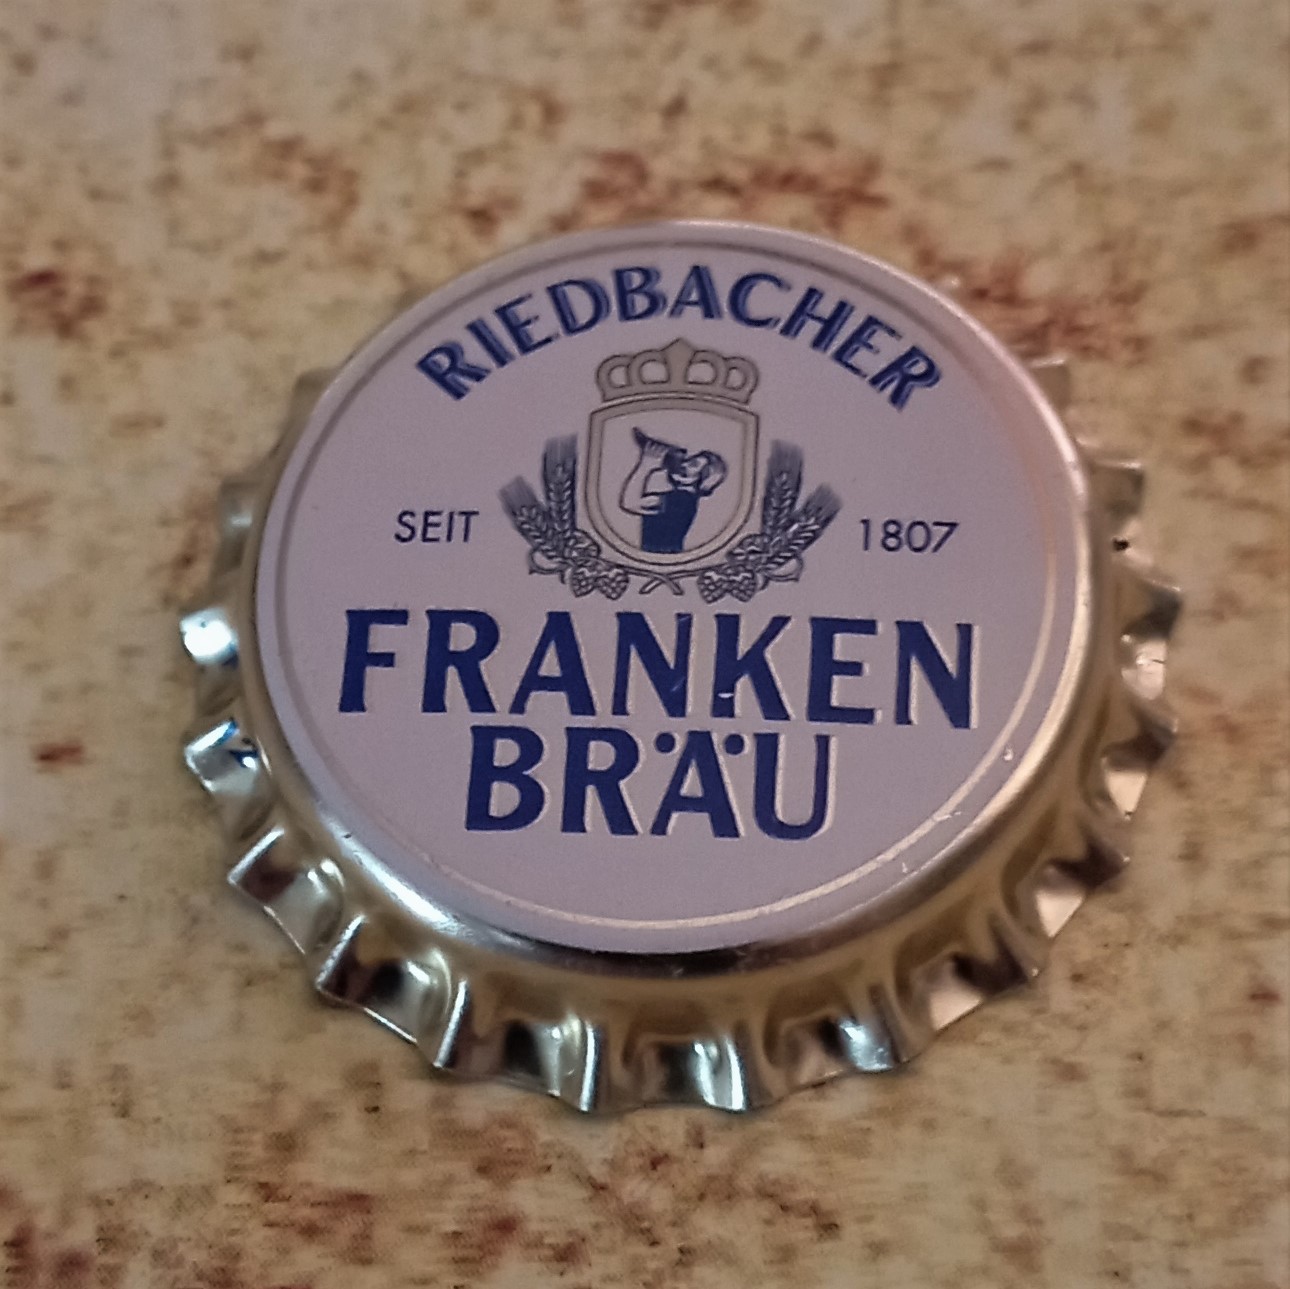 RIEDBACHER
SEIT 1807
FRANKEN
BRÄU